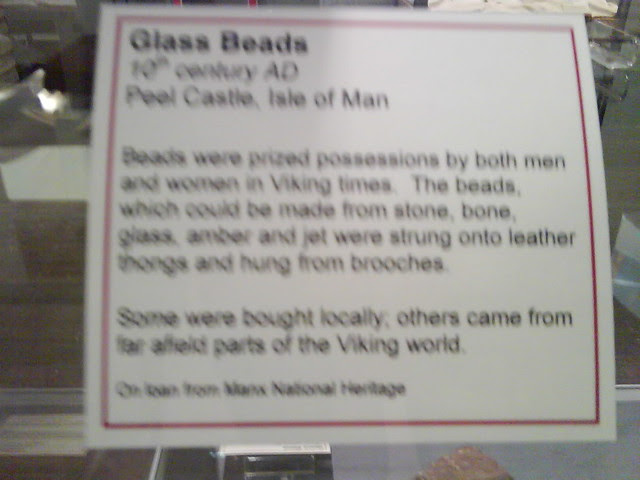 Glass Beads
10th century AD
Peel Castle, Isle of Man
Beads were prized possessions by both men
and women in Viking times. The beads,
which could be made from stone, bone,
glass, amber and jet were strung onto leather
thongs and hung from brooches.
Some were bought locally; others came from
far afield parts of the Viking world.
On loan from Manx National Heritage